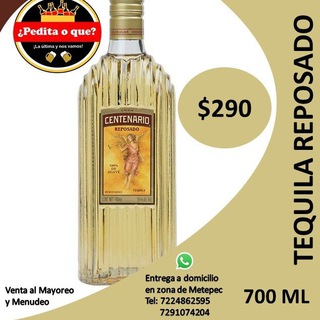 ¿Pedita o que?
¡La última y nos vamos!
$290
TEQUILA REPOSADO
CENTENARIO
REPOSADO
TEQUILA
Venta al Mayoreo
y Menudeo
Entrega a domicilio
en zona de Metepec
Tel: 7224862595
7291074204
700 ML